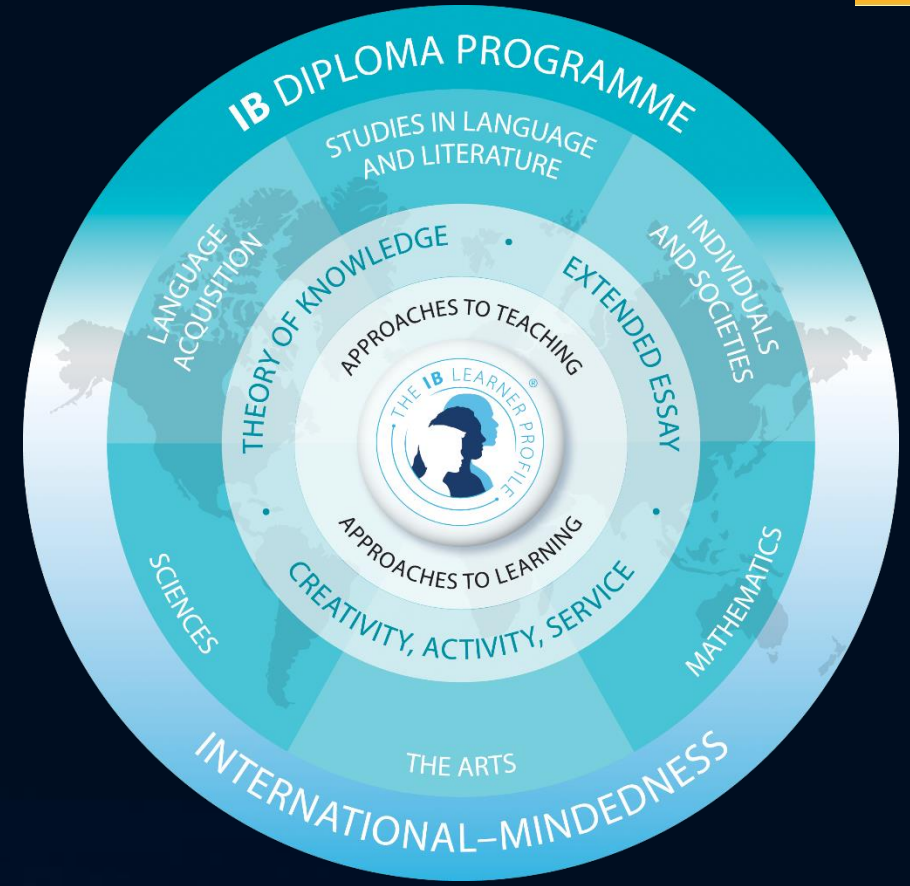 IB DIPLOMA PROGRAMME
STUDIES IN LANGUAGE
AND LITERATURE
LANGUAGE
ACQUISITION
INDIVIDUALS
AND SOCIETIES
THEORY OF KNOWLEDGE •
EXTENDED ESSAY •
APPROACHES TO TEACHING
• THE IB LEARNER PROFILE • ®
APPROACHES TO LEARNING
• CREATIVITY, ACTIVITY, SERVICE
SCIENCES
MATHEMATICS
THE ARTS
INTERNATIONAL–MINDEDNESS